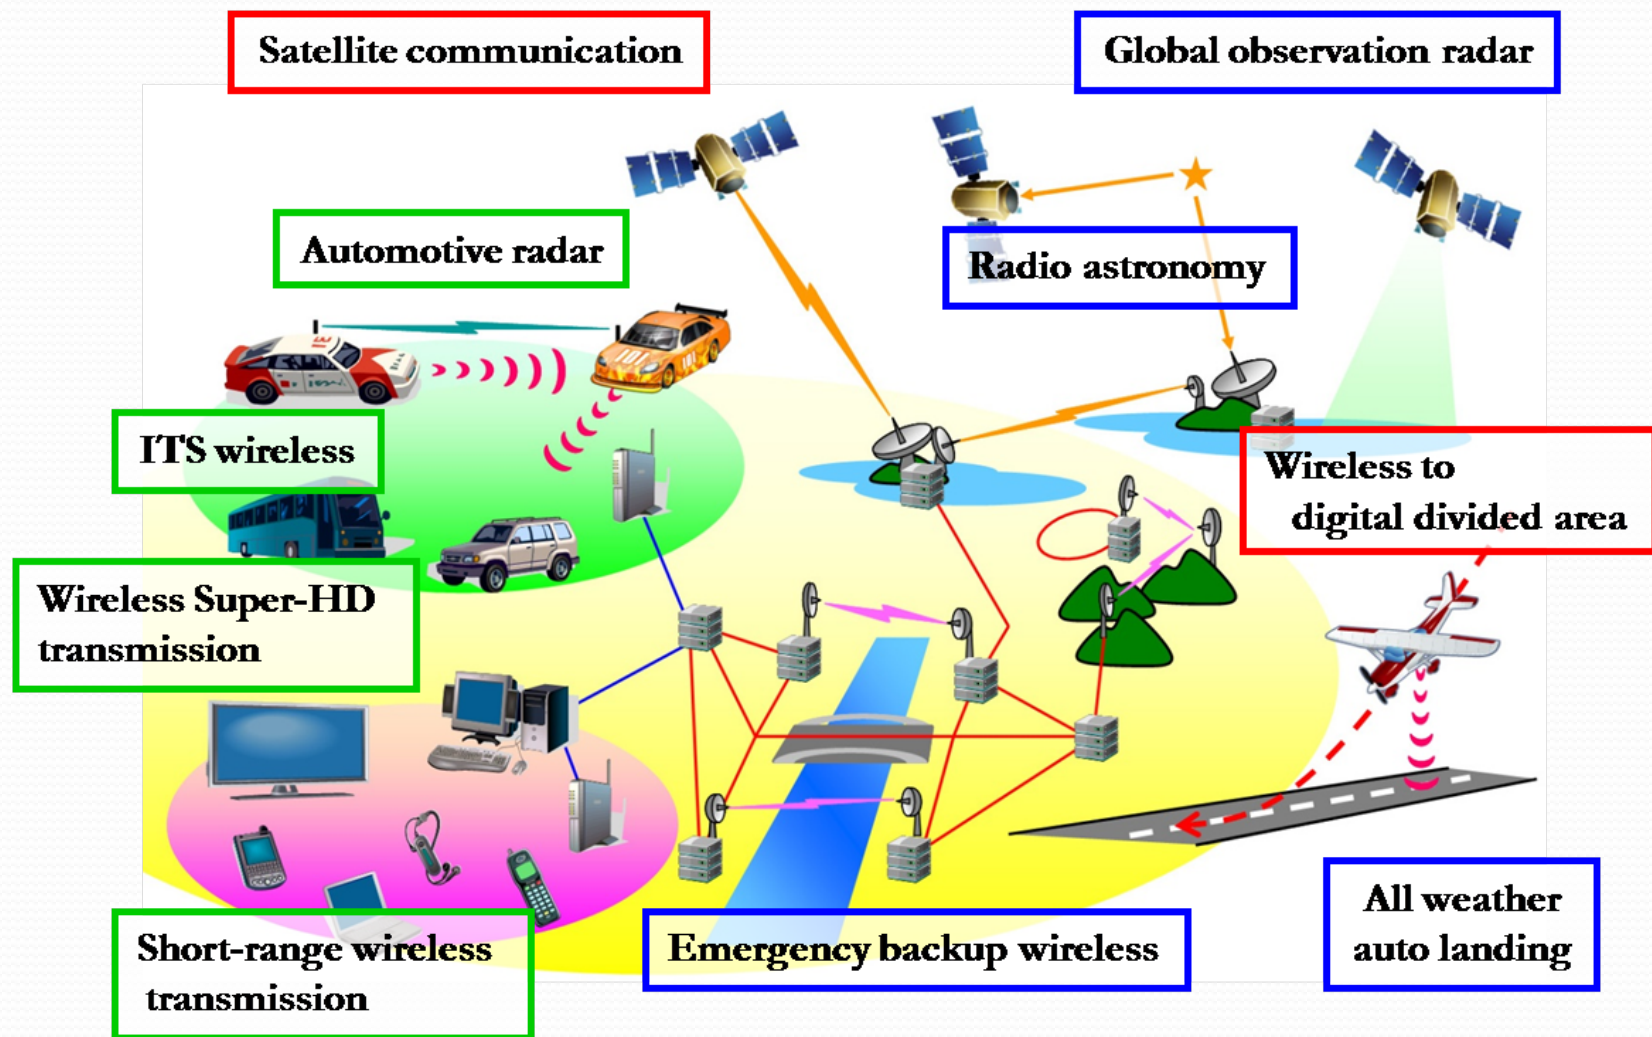 Satellite communication
Global observation radar
Automotive radar
Radio astronomy
101
ITS wireless
Wireless to
digital divided area
Wireless Super-HD
transmission
Short-range wireless
transmission
Emergency backup wireless
All weather
auto landing